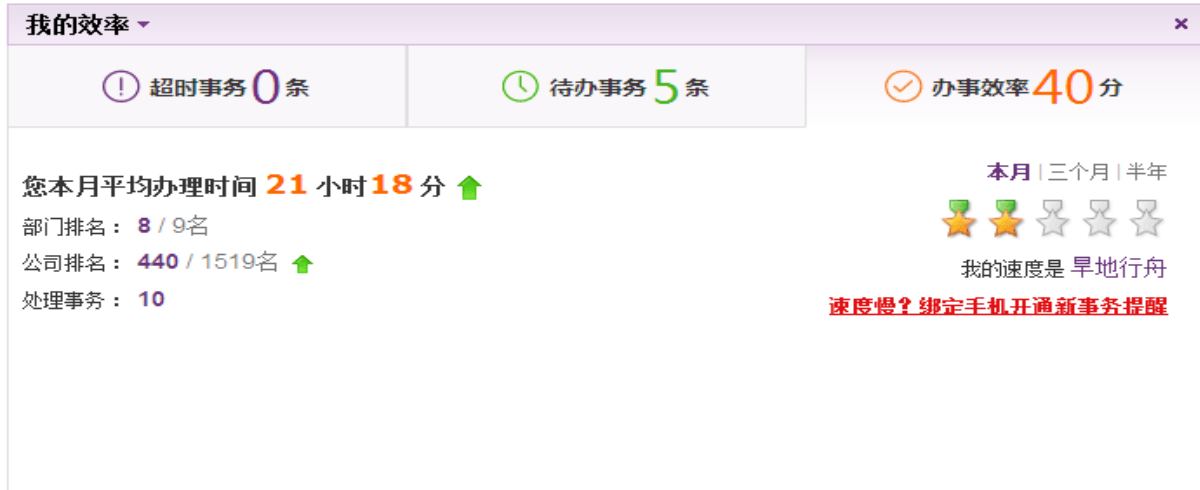 我的效率
超时事务0条
待办事务5条
办事效率40分
您本月平均办理时间 21 小时18 分
本月|三个月|半年
部门排名： 8 / 9名
公司排名： 440 / 1519名
我的速度是 旱地行舟
处理事务： 10
速度慢？绑定手机开通新事务提醒